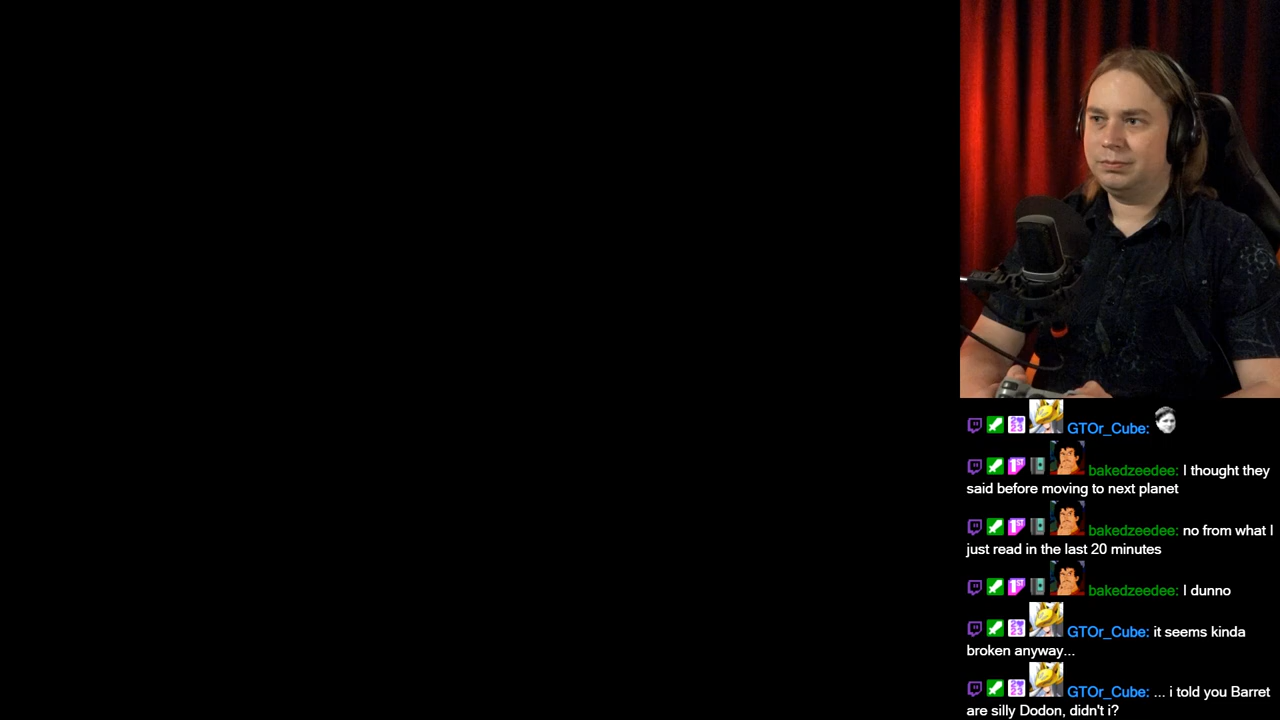 GTOr_Cube:
bakedzeedee: I thought they
said before moving to next planet
bakedzeedee: no from what I
just read in the last 20 minutes
bakedzeedee: I dunno
GTOr_Cube: it seems kinda
broken anyway...
GTOr_Cube: ... i told you Barret
are silly Dodon, didn't i?